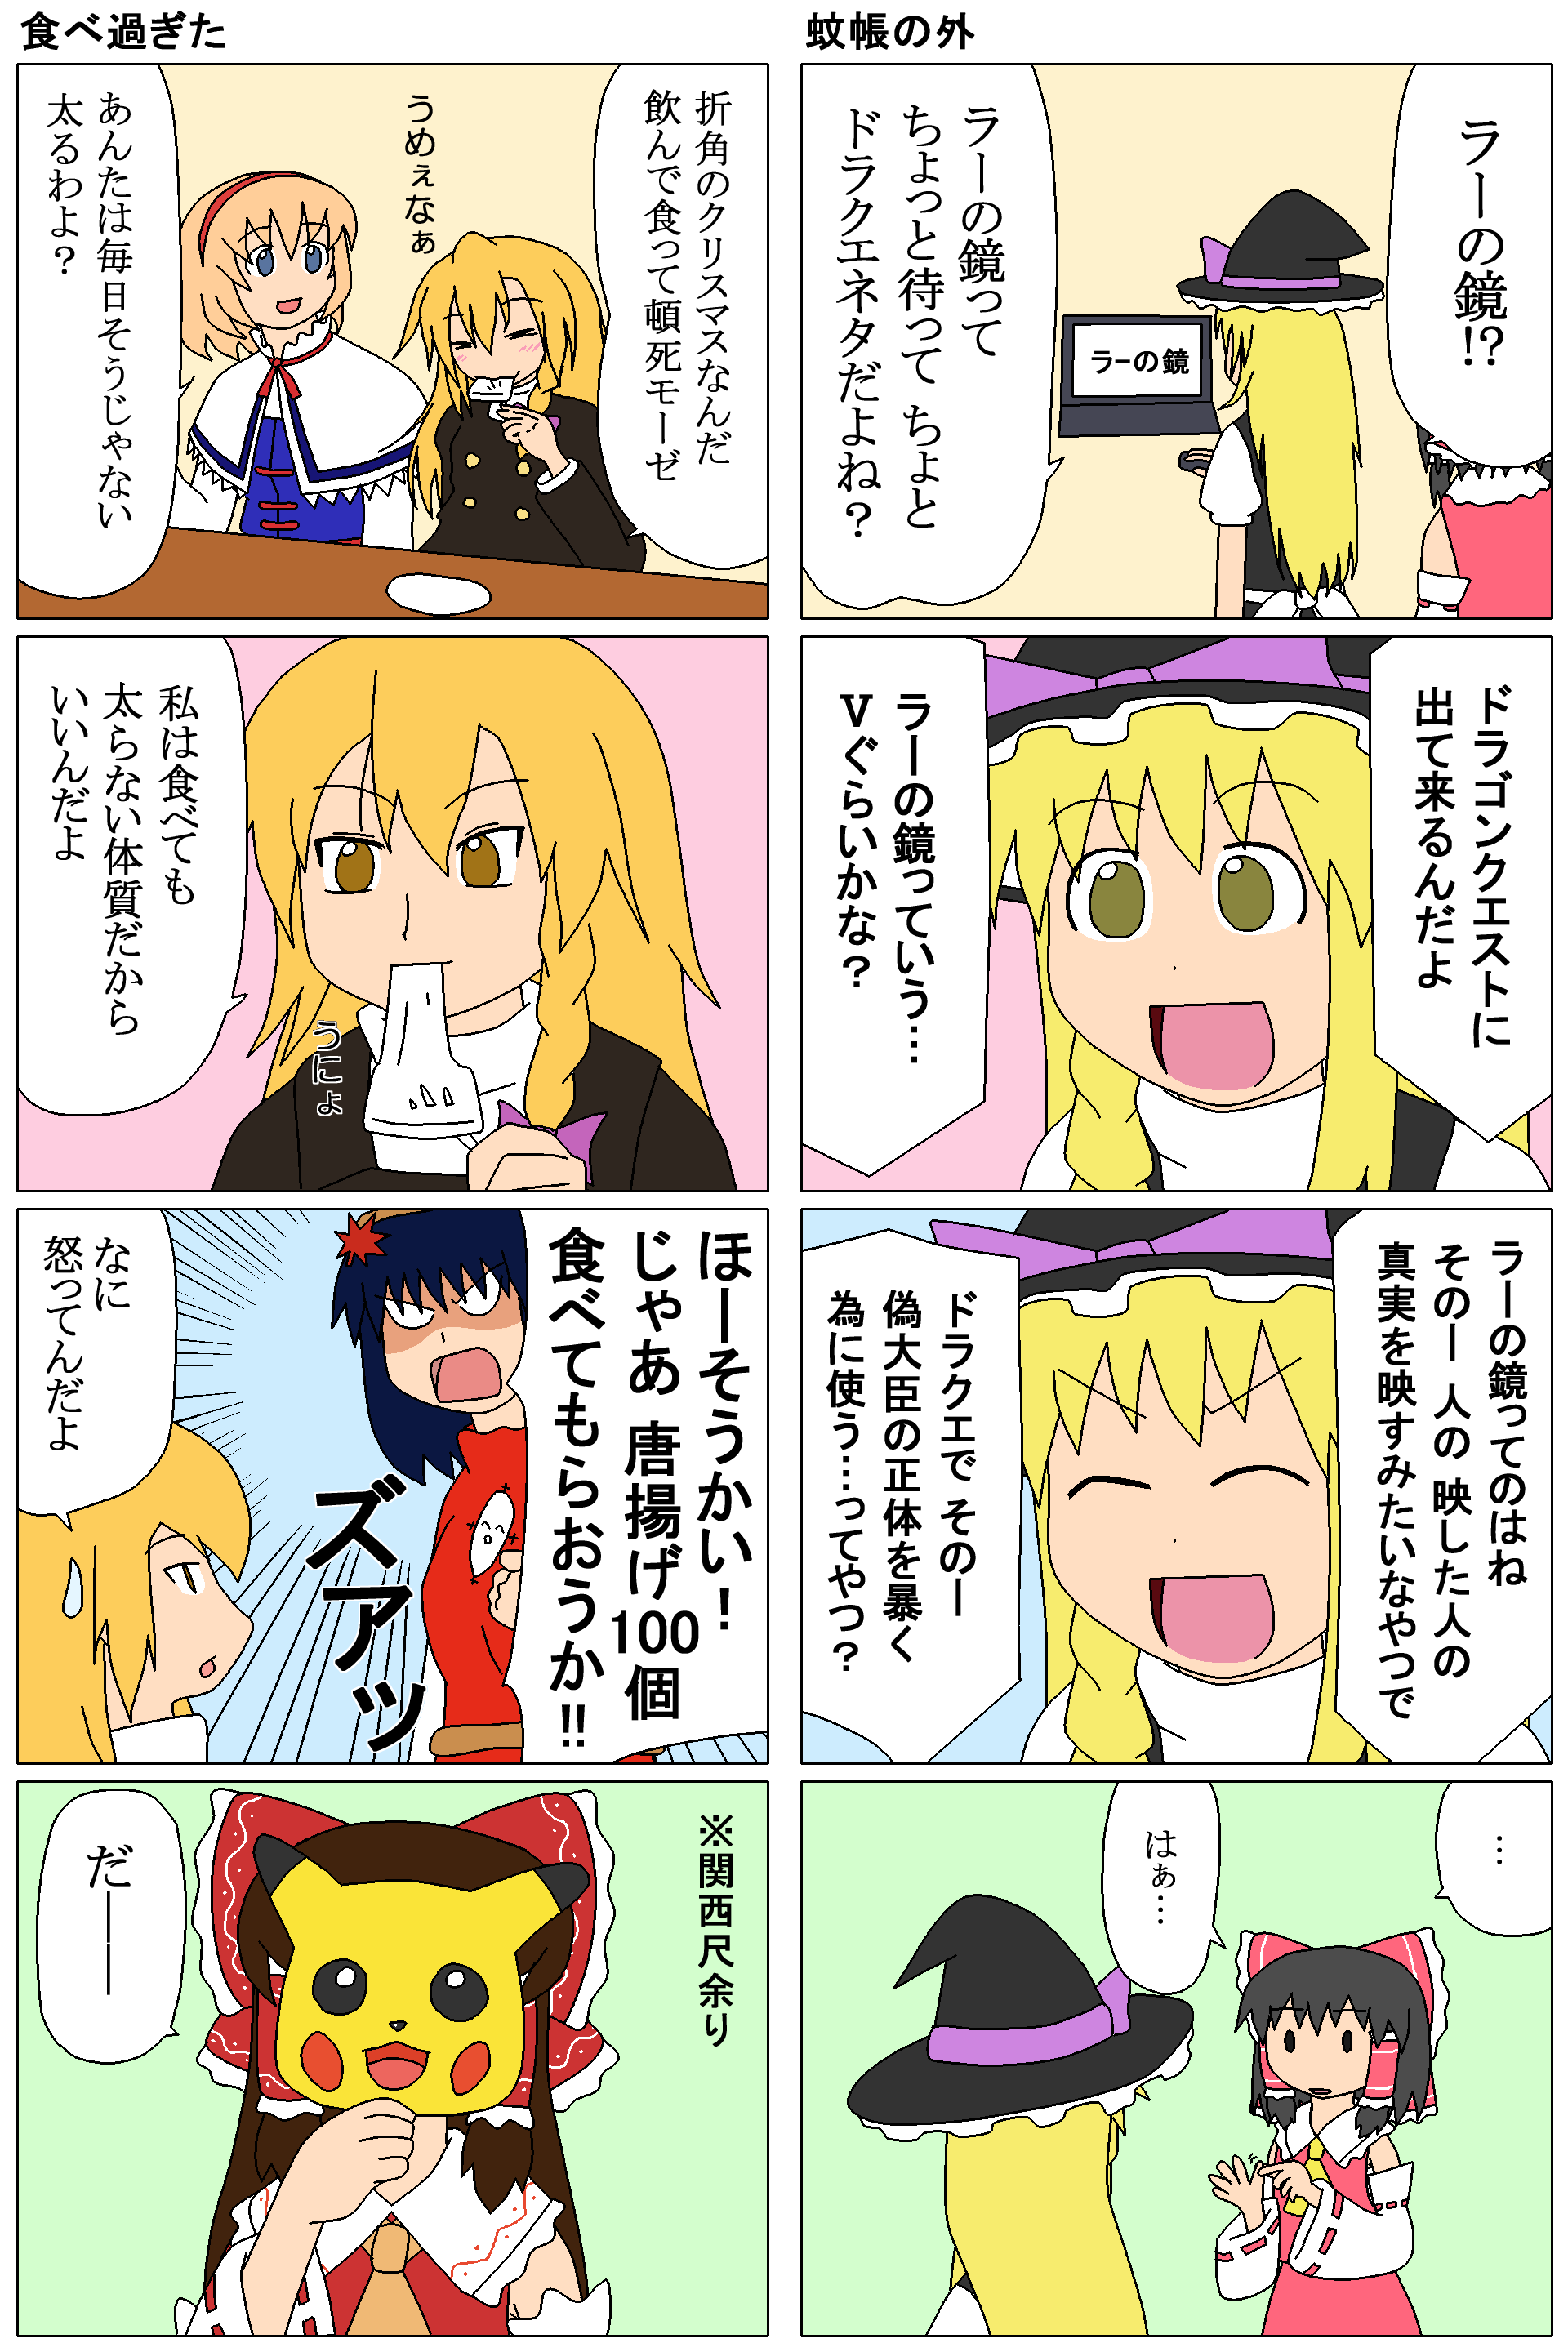 蚊帳の外
ラーの鏡!?
ラーの鏡
ラーの鏡って
ちょっと待って ちょと
ドラクエネタだよね？
ドラゴンクエストに
出て来るんだよ
ラーの鏡っていう…
Ⅴぐらいかな？
ラーの鏡ってのはね
そのー 人の 映した人の
真実を映すみたいなやつで
ドラクエで そのー
偽大臣の正体を暴く
為に使う…ってやつ？
…
はぁ…
食べ過ぎた
折角のクリスマスなんだ
飲んで食って頓死モーゼ
うめぇなぁ
あんたは毎日そうじゃない
太るわよ？
私は食べても
太らない体質だから
いいんだよ
うにょ
ほーそうかい！
じゃあ 唐揚げ100個
食べてもらおうか!!
ズアッ
なに
怒ってんだよ
※関西尺余り
だ――